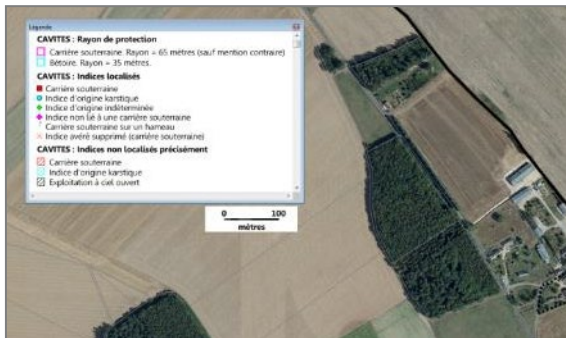 Légende
CAVITES : Rayon de protection
Carrière souterraine. Rayon = 65 mètres (sauf mention contraire)
Bétoire. Rayon = 35 mètres.
CAVITES : Indices localisés
Carrière souterraine
Indice d'origine karstique
Indice d'origine indéterminée
Indice non lié à une carrière souterraine
Carrière souterraine sur un hameau
Indice avéré supprimé (carrière souterraine)
CAVITES : Indices non localisés précisément
Carrière souterraine
Indice d'origine karstique
Exploitation à ciel ouvert
0 100
mètres